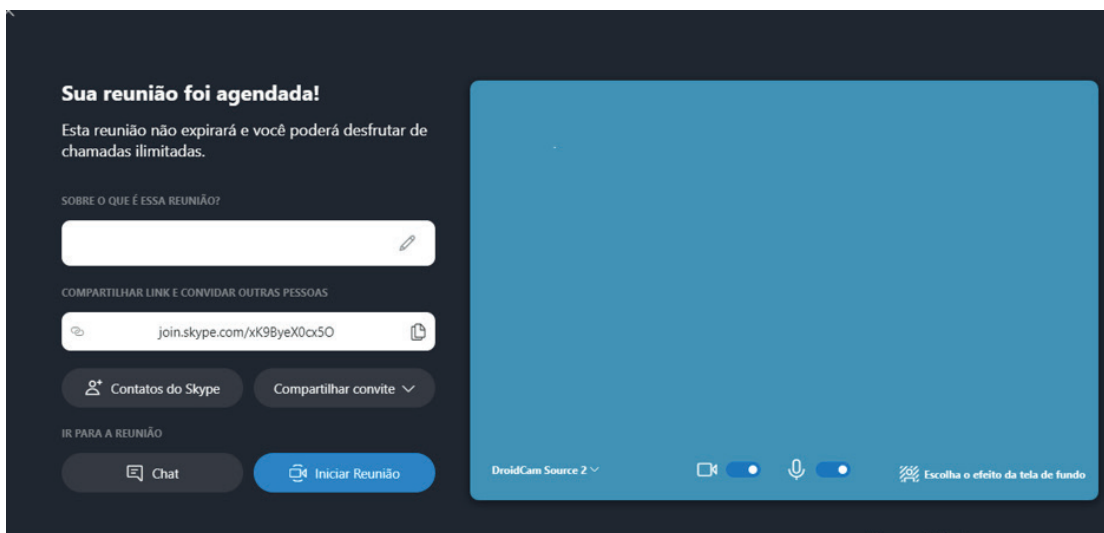 Sua reunião foi agendada!
Esta reunião não expirará e você poderá desfrutar de
chamadas ilimitadas.
SOBRE O QUE É ESSA REUNIÃO?
COMPARTILHAR LINK E CONVIDAR OUTRAS PESSOAS
join.skype.com/xK9ByeX0cx5O
Contatos do Skype
Compartilhar convite
IR PARA A REUNIÃO
Chat
Iniciar Reunião
DroidCam Source 2
Escolha o efeito da tela de fundo